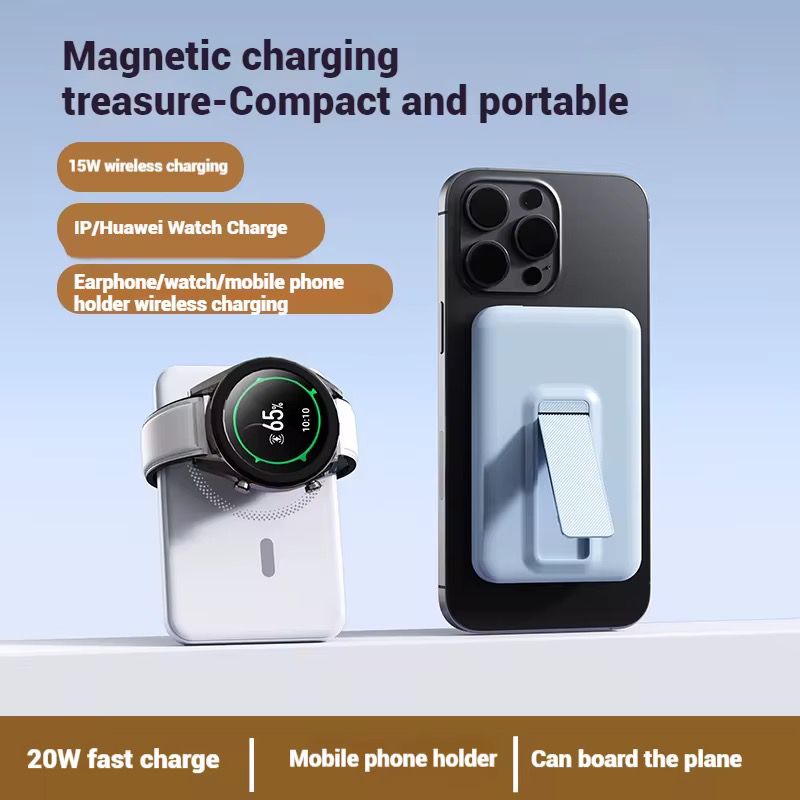 Magnetic charging
treasure-Compact and portable
15W wireless charging
IP/Huawei Watch Charge
Earphone/watch/mobile phone
holder wireless charging
65%
10:10
20W fast charge
Mobile phone holder
Can board the plane